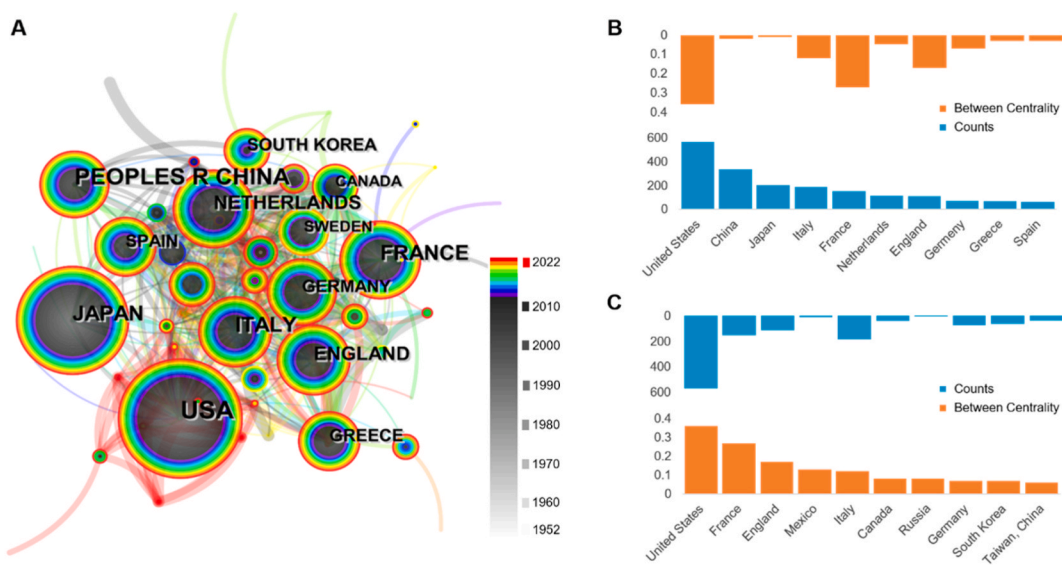 A
SOUTH KOREA
PEOPLES R CHINA
CANADA
NETHERLANDS
SWEDEN
SPAIN
FRANCE
GERMANY
JAPAN
ITALY
ENGLAND
USA
GREECE
2022
2010
2000
1990
1980
1970
1960
1952
B
0
0.1
0.2
0.3
0.4
Between Centrality
Counts
600
400
200
0
United States
China
Japan
Italy
France
Netherlands
England
Germeny
Greece
Spain
C
0
200
400
600
Counts
Between Centrality
0.4
0.3
0.2
0.1
0
United States
France
England
Mexico
Italy
Canada
Russia
Germany
South Korea
Taiwan, China